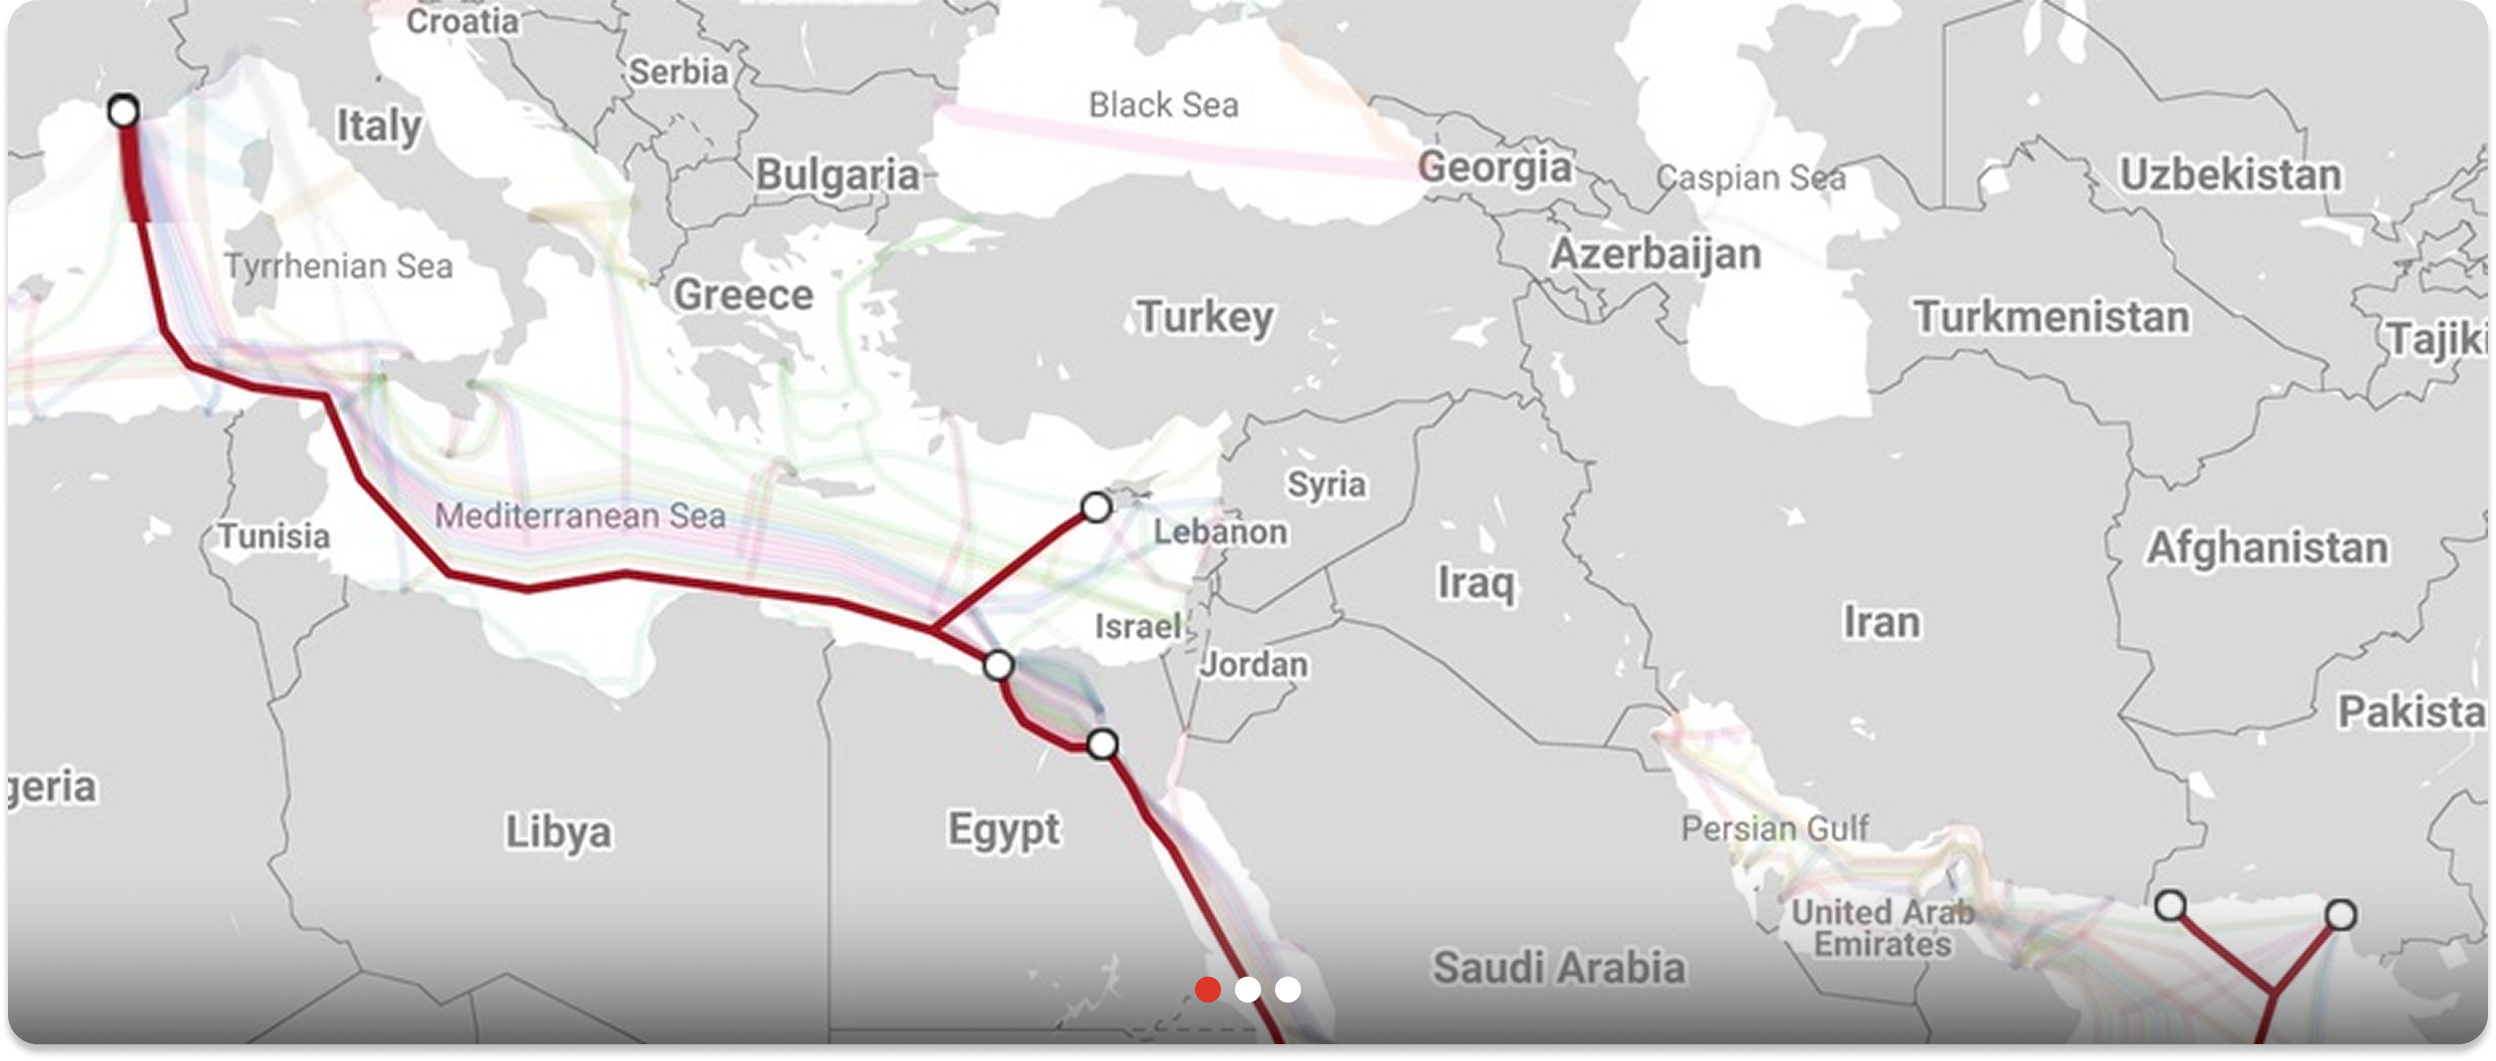 Croatia
Serbia
Italy
Black Sea
Bulgaria
Georgia
Caspian Sea
Uzbekistan
Azerbaijan
Tyrrhenian Sea
Greece
Turkey
Turkmenistan
Tajiki
Syria
Mediterranean Sea
Lebanon
Tunisia
Afghanistan
Iraq
Iran
Israel
Jordan
Pakista
geria
Libya
Egypt
Persian Gulf
United Arab
Emirates
Saudi Arabia